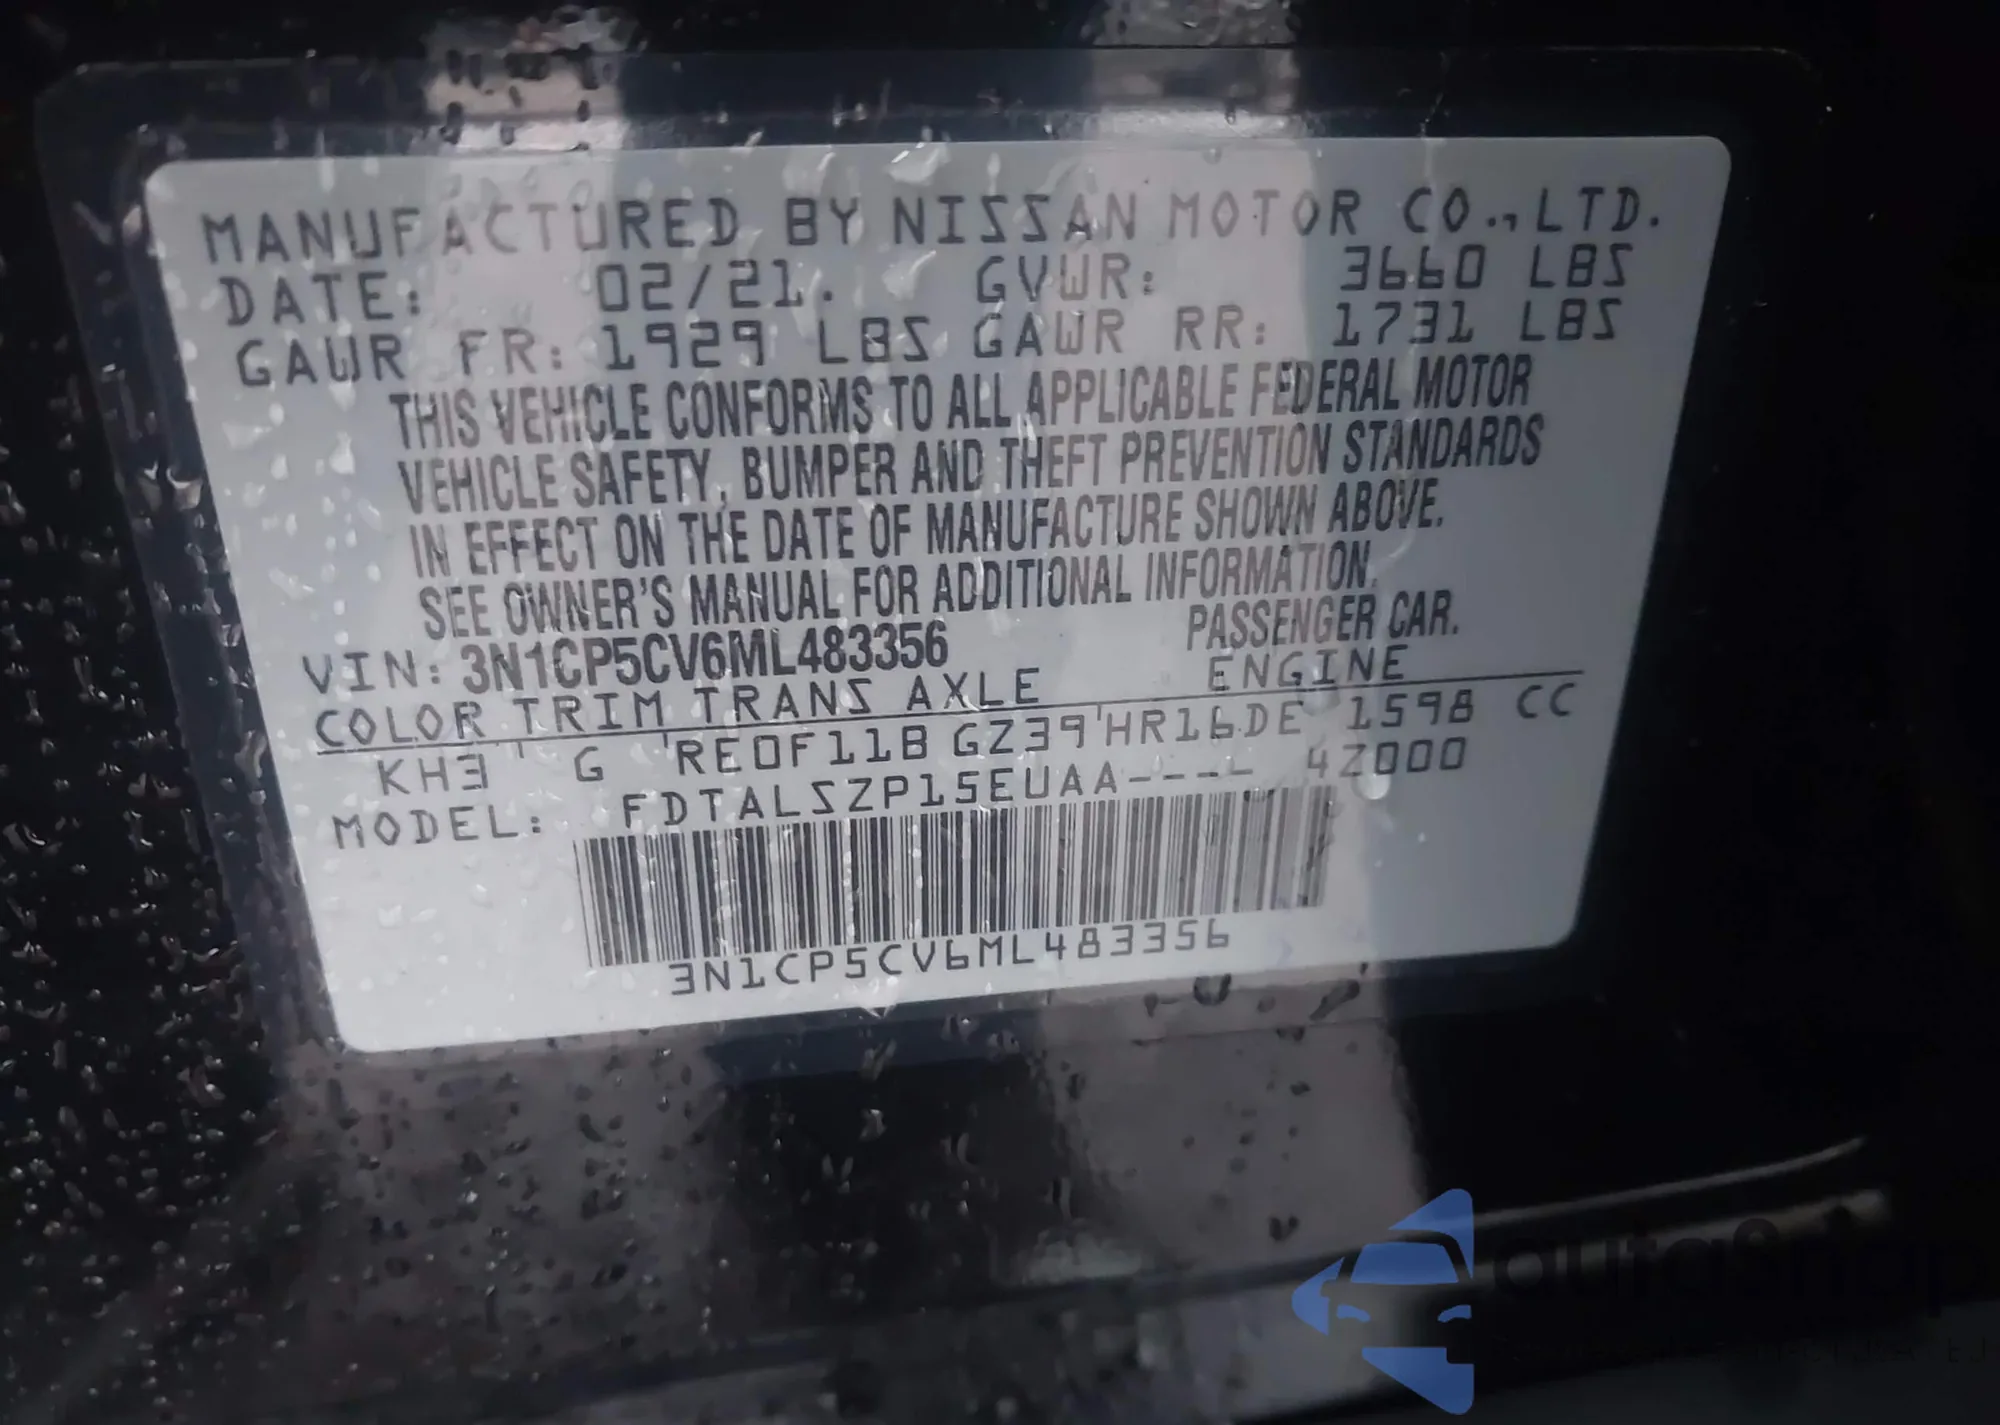 MANUFACTURED BY NISSAN MOTOR CO., LTD.
DATE: 02/21. GVWR: 3660 LBS
GAWR FR: 1929 LBS GAWR RR: 1731 LBS
THIS VEHICLE CONFORMS TO ALL APPLICABLE FEDERAL MOTOR
VEHICLE SAFETY, BUMPER AND THEFT PREVENTION STANDARDS
IN EFFECT ON THE DATE OF MANUFACTURE SHOWN ABOVE.
SEE OWNER'S MANUAL FOR ADDITIONAL INFORMATION.
PASSENGER CAR.
VIN: 3N1CP5CV6ML483356
COLOR TRIM TRANS AXLE ENGINE
KH3 G RE0F11B GZ39 HR16DE 1598 CC
MODEL: FDTALSZP15EUAA---- 4Z000
3N1CP5CV6ML483356